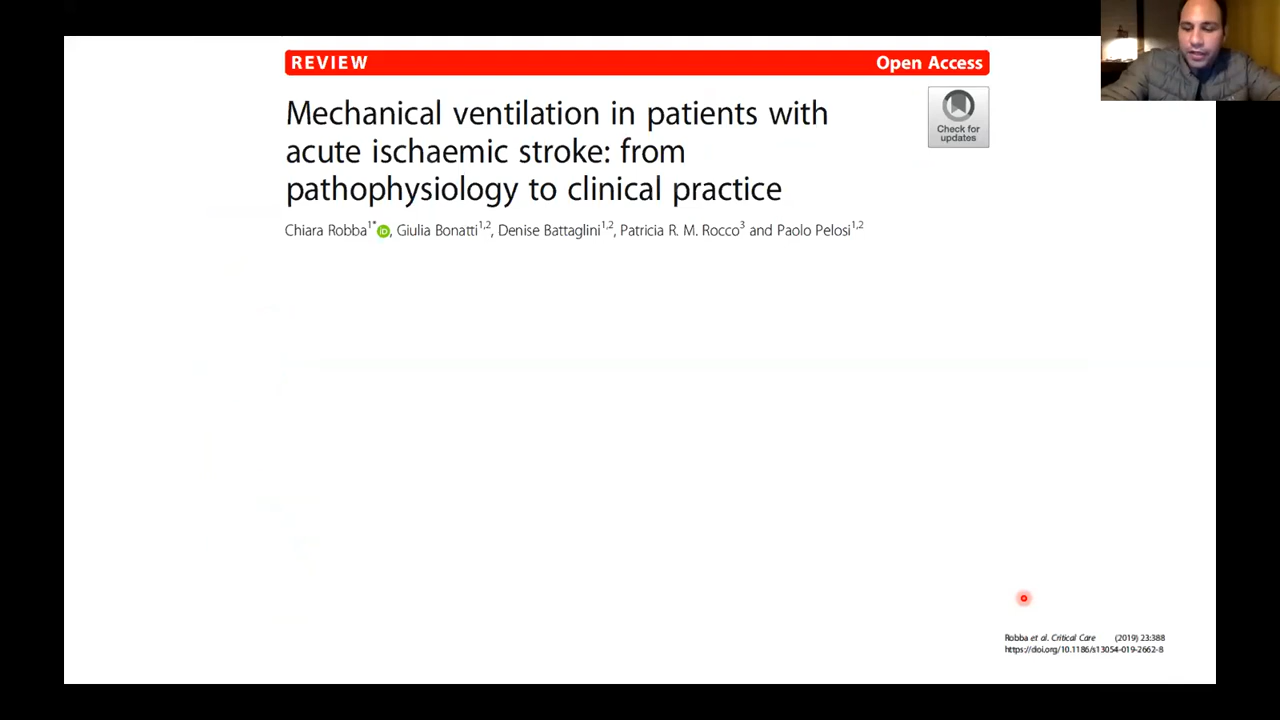 REVIEW Open Access
Mechanical ventilation in patients with
acute ischaemic stroke: from
pathophysiology to clinical practice
Check for
updates
Chiara Robba1* iD, Giulia Bonatti1,2, Denise Battaglini1,2, Patricia R. M. Rocco3 and Paolo Pelosi1,2
Robba et al. Critical Care (2019) 23:388
https://doi.org/10.1186/s13054-019-2662-8